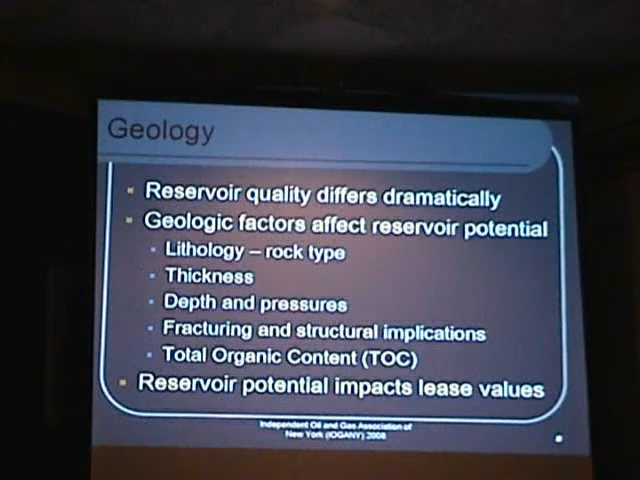 Geology
Reservoir quality differs dramatically
Geologic factors affect reservoir potential
Lithology – rock type
Thickness
Depth and pressures
Fracturing and structural implications
Total Organic Content (TOC)
Reservoir potential impacts lease values
Independent Oil and Gas Association of
New York (IOGANY) 2008